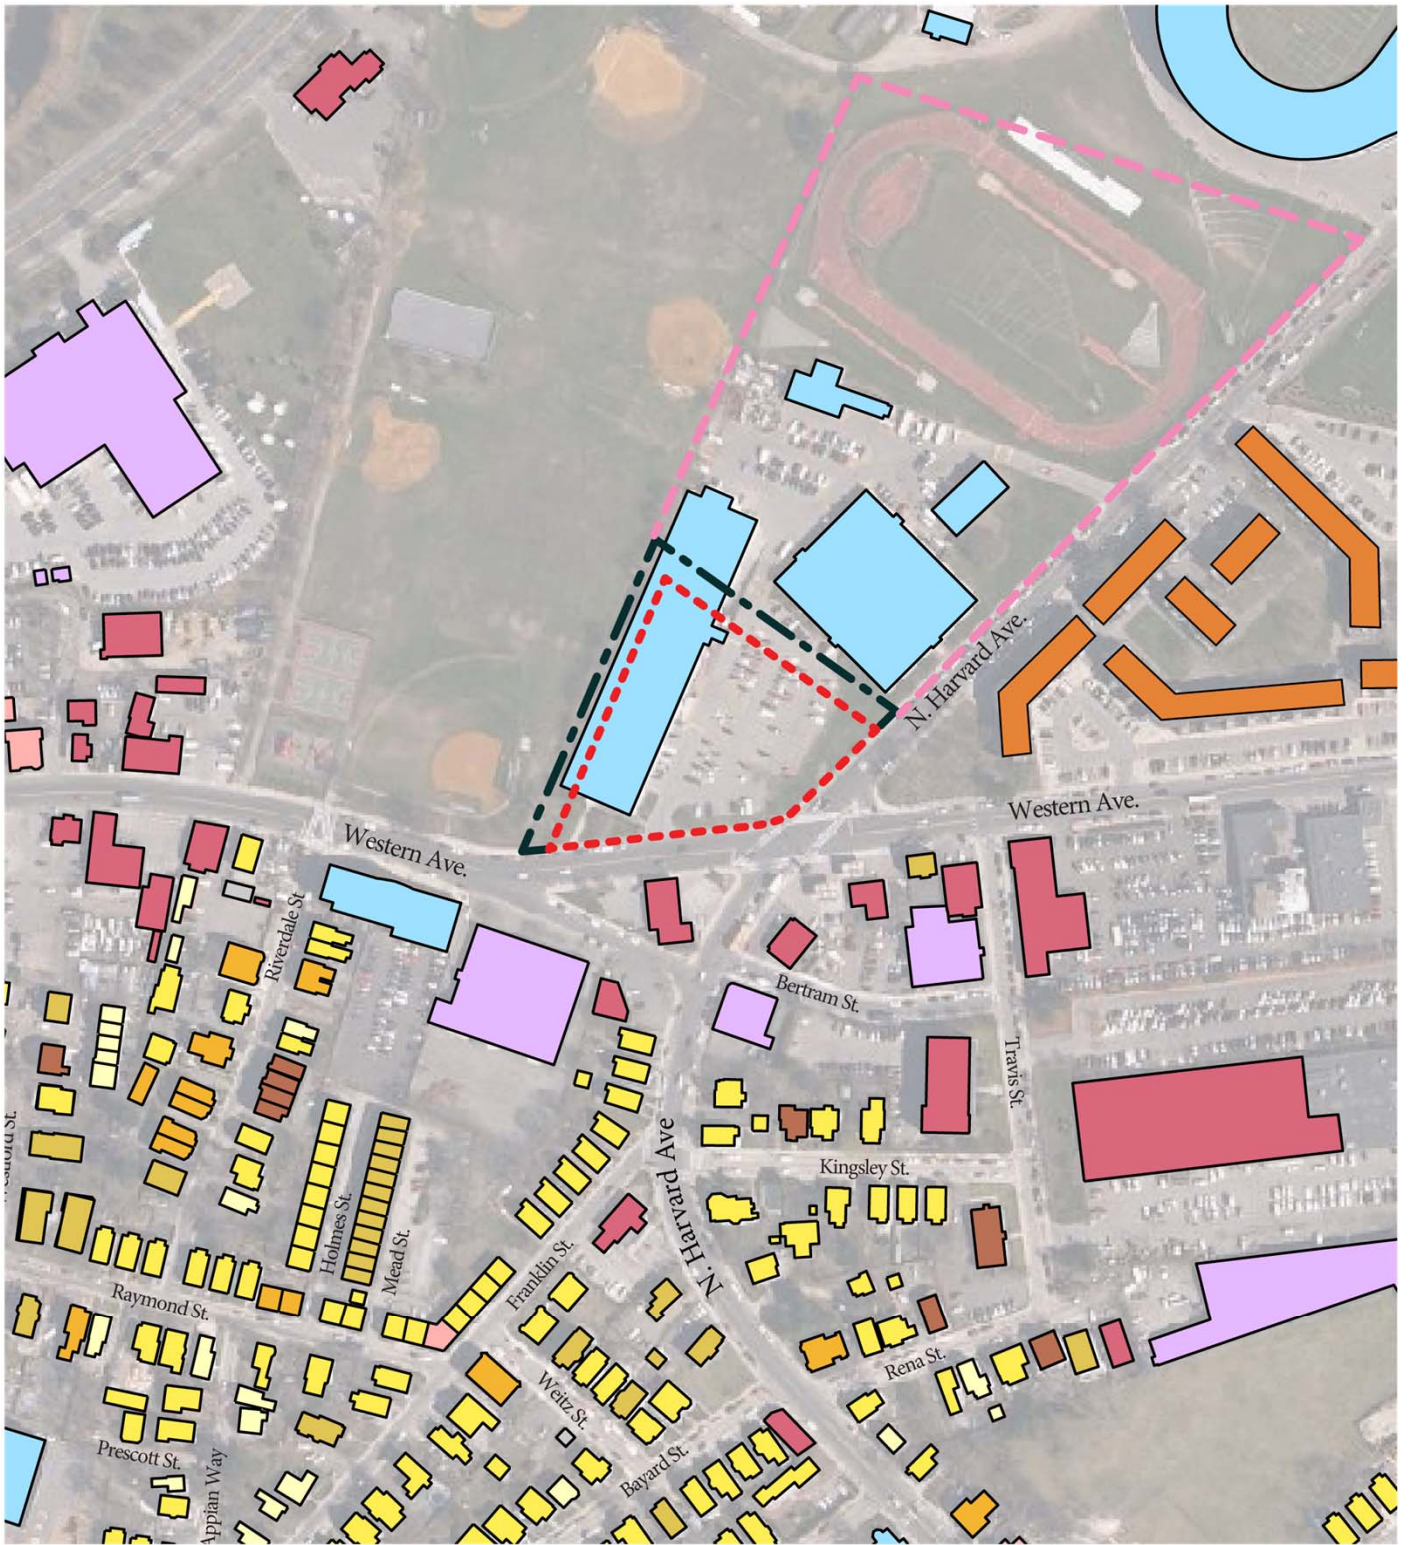 N. Harvard Ave.
Western Ave.
Western Ave.
Riverdale St
Bertram St.
Travis St.
N. Harvard Ave
Kingsley St.
Holmes St.
Mead St.
Franklin St.
Raymond St.
Rena St.
Weitz St.
Prescott St.
Bayard St.
Appian Way